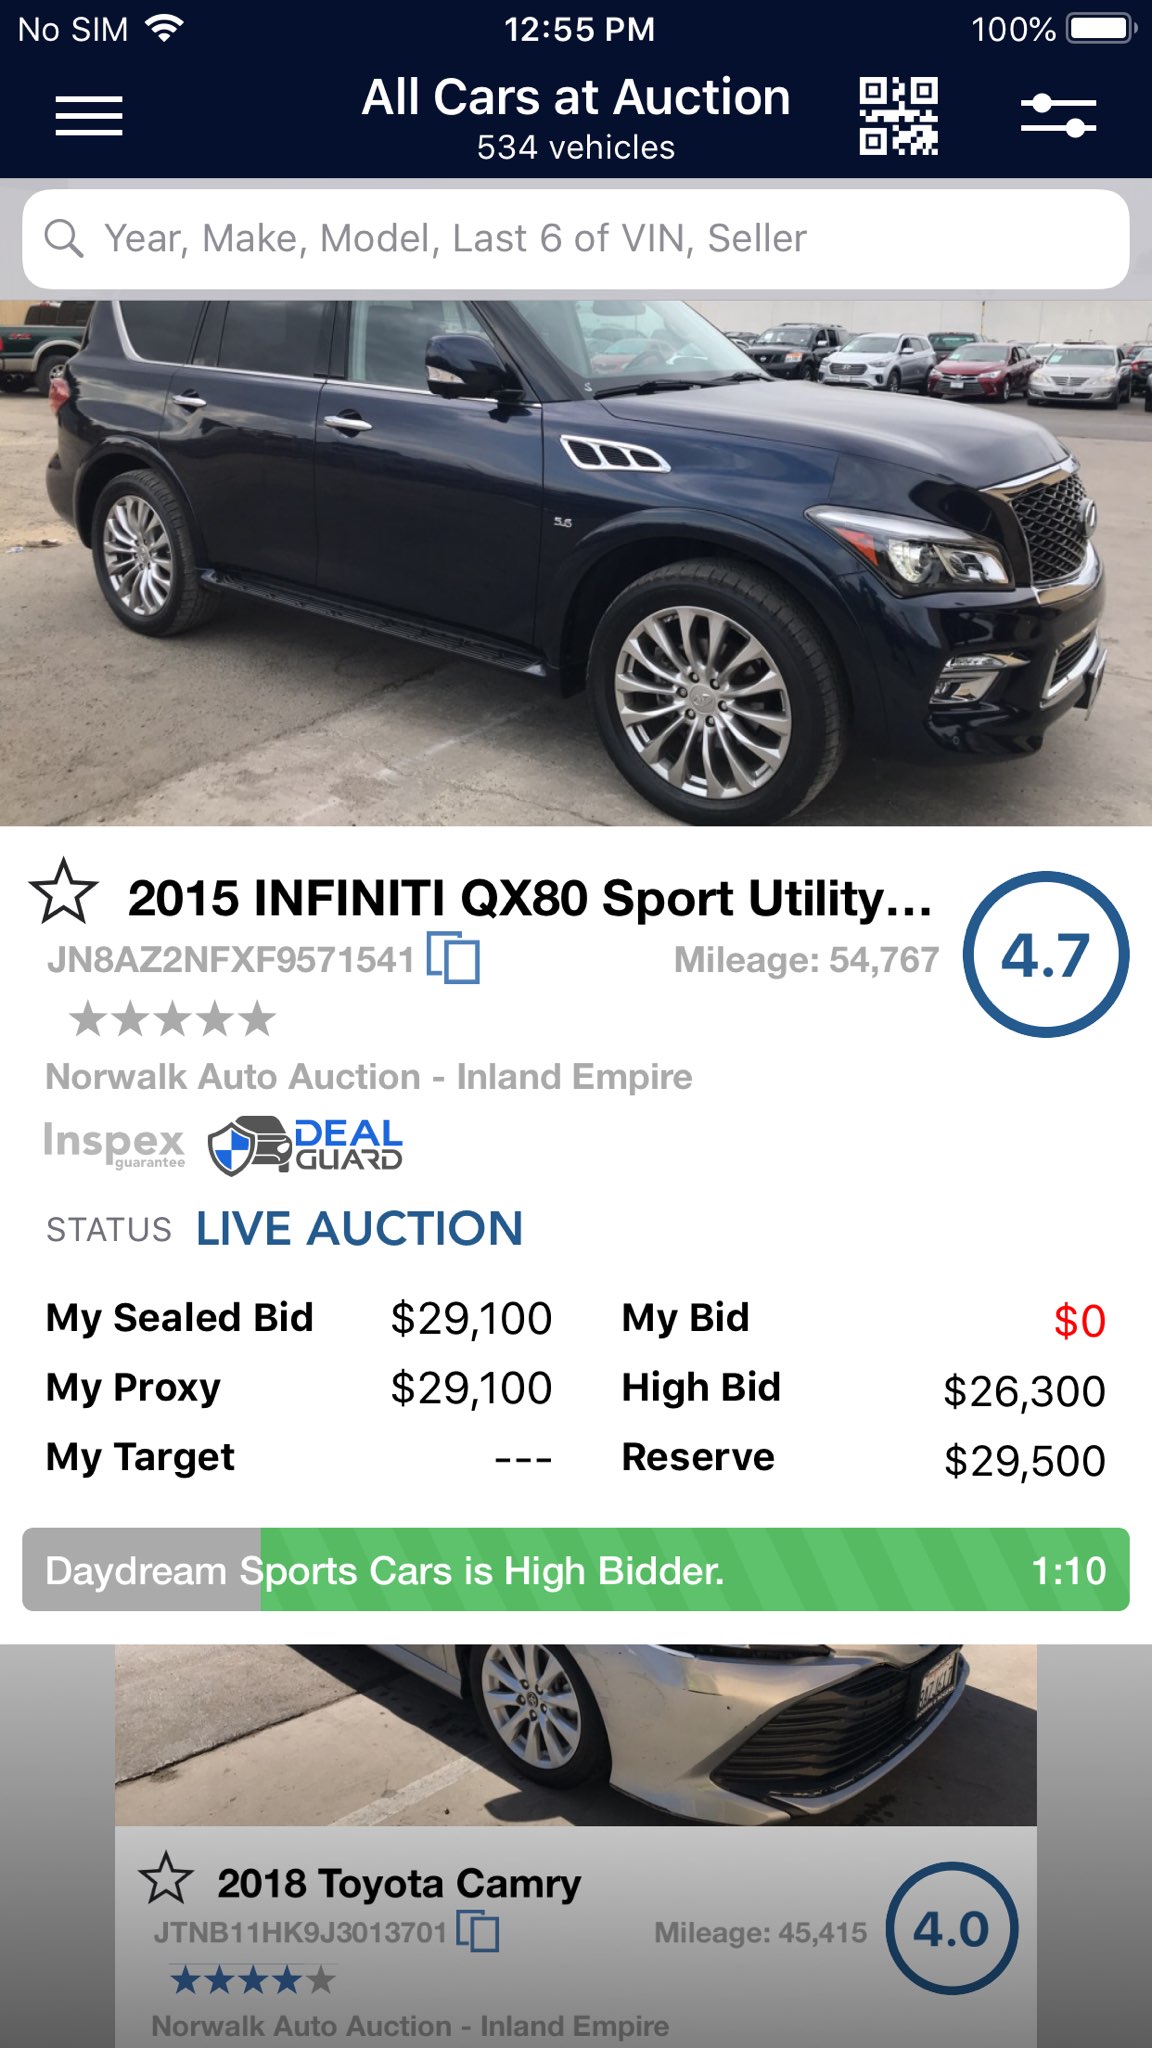 No SIM 12:55 PM 100%
All Cars at Auction
534 vehicles
Year, Make, Model, Last 6 of VIN, Seller
5.6
2015 INFINITI QX80 Sport Utility...
4.7
JN8AZ2NFXF9571541 Mileage: 54,767
Norwalk Auto Auction - Inland Empire
Inspex
guarantee
DEAL
GUARD
STATUS LIVE AUCTION
My Sealed Bid $29,100 My Bid $0
My Proxy $29,100 High Bid $26,300
My Target --- Reserve $29,500
Daydream Sports Cars is High Bidder. 1:10
2018 Toyota Camry
4.0
JTNB11HK9J3013701 Mileage: 45,415
Norwalk Auto Auction - Inland Empire